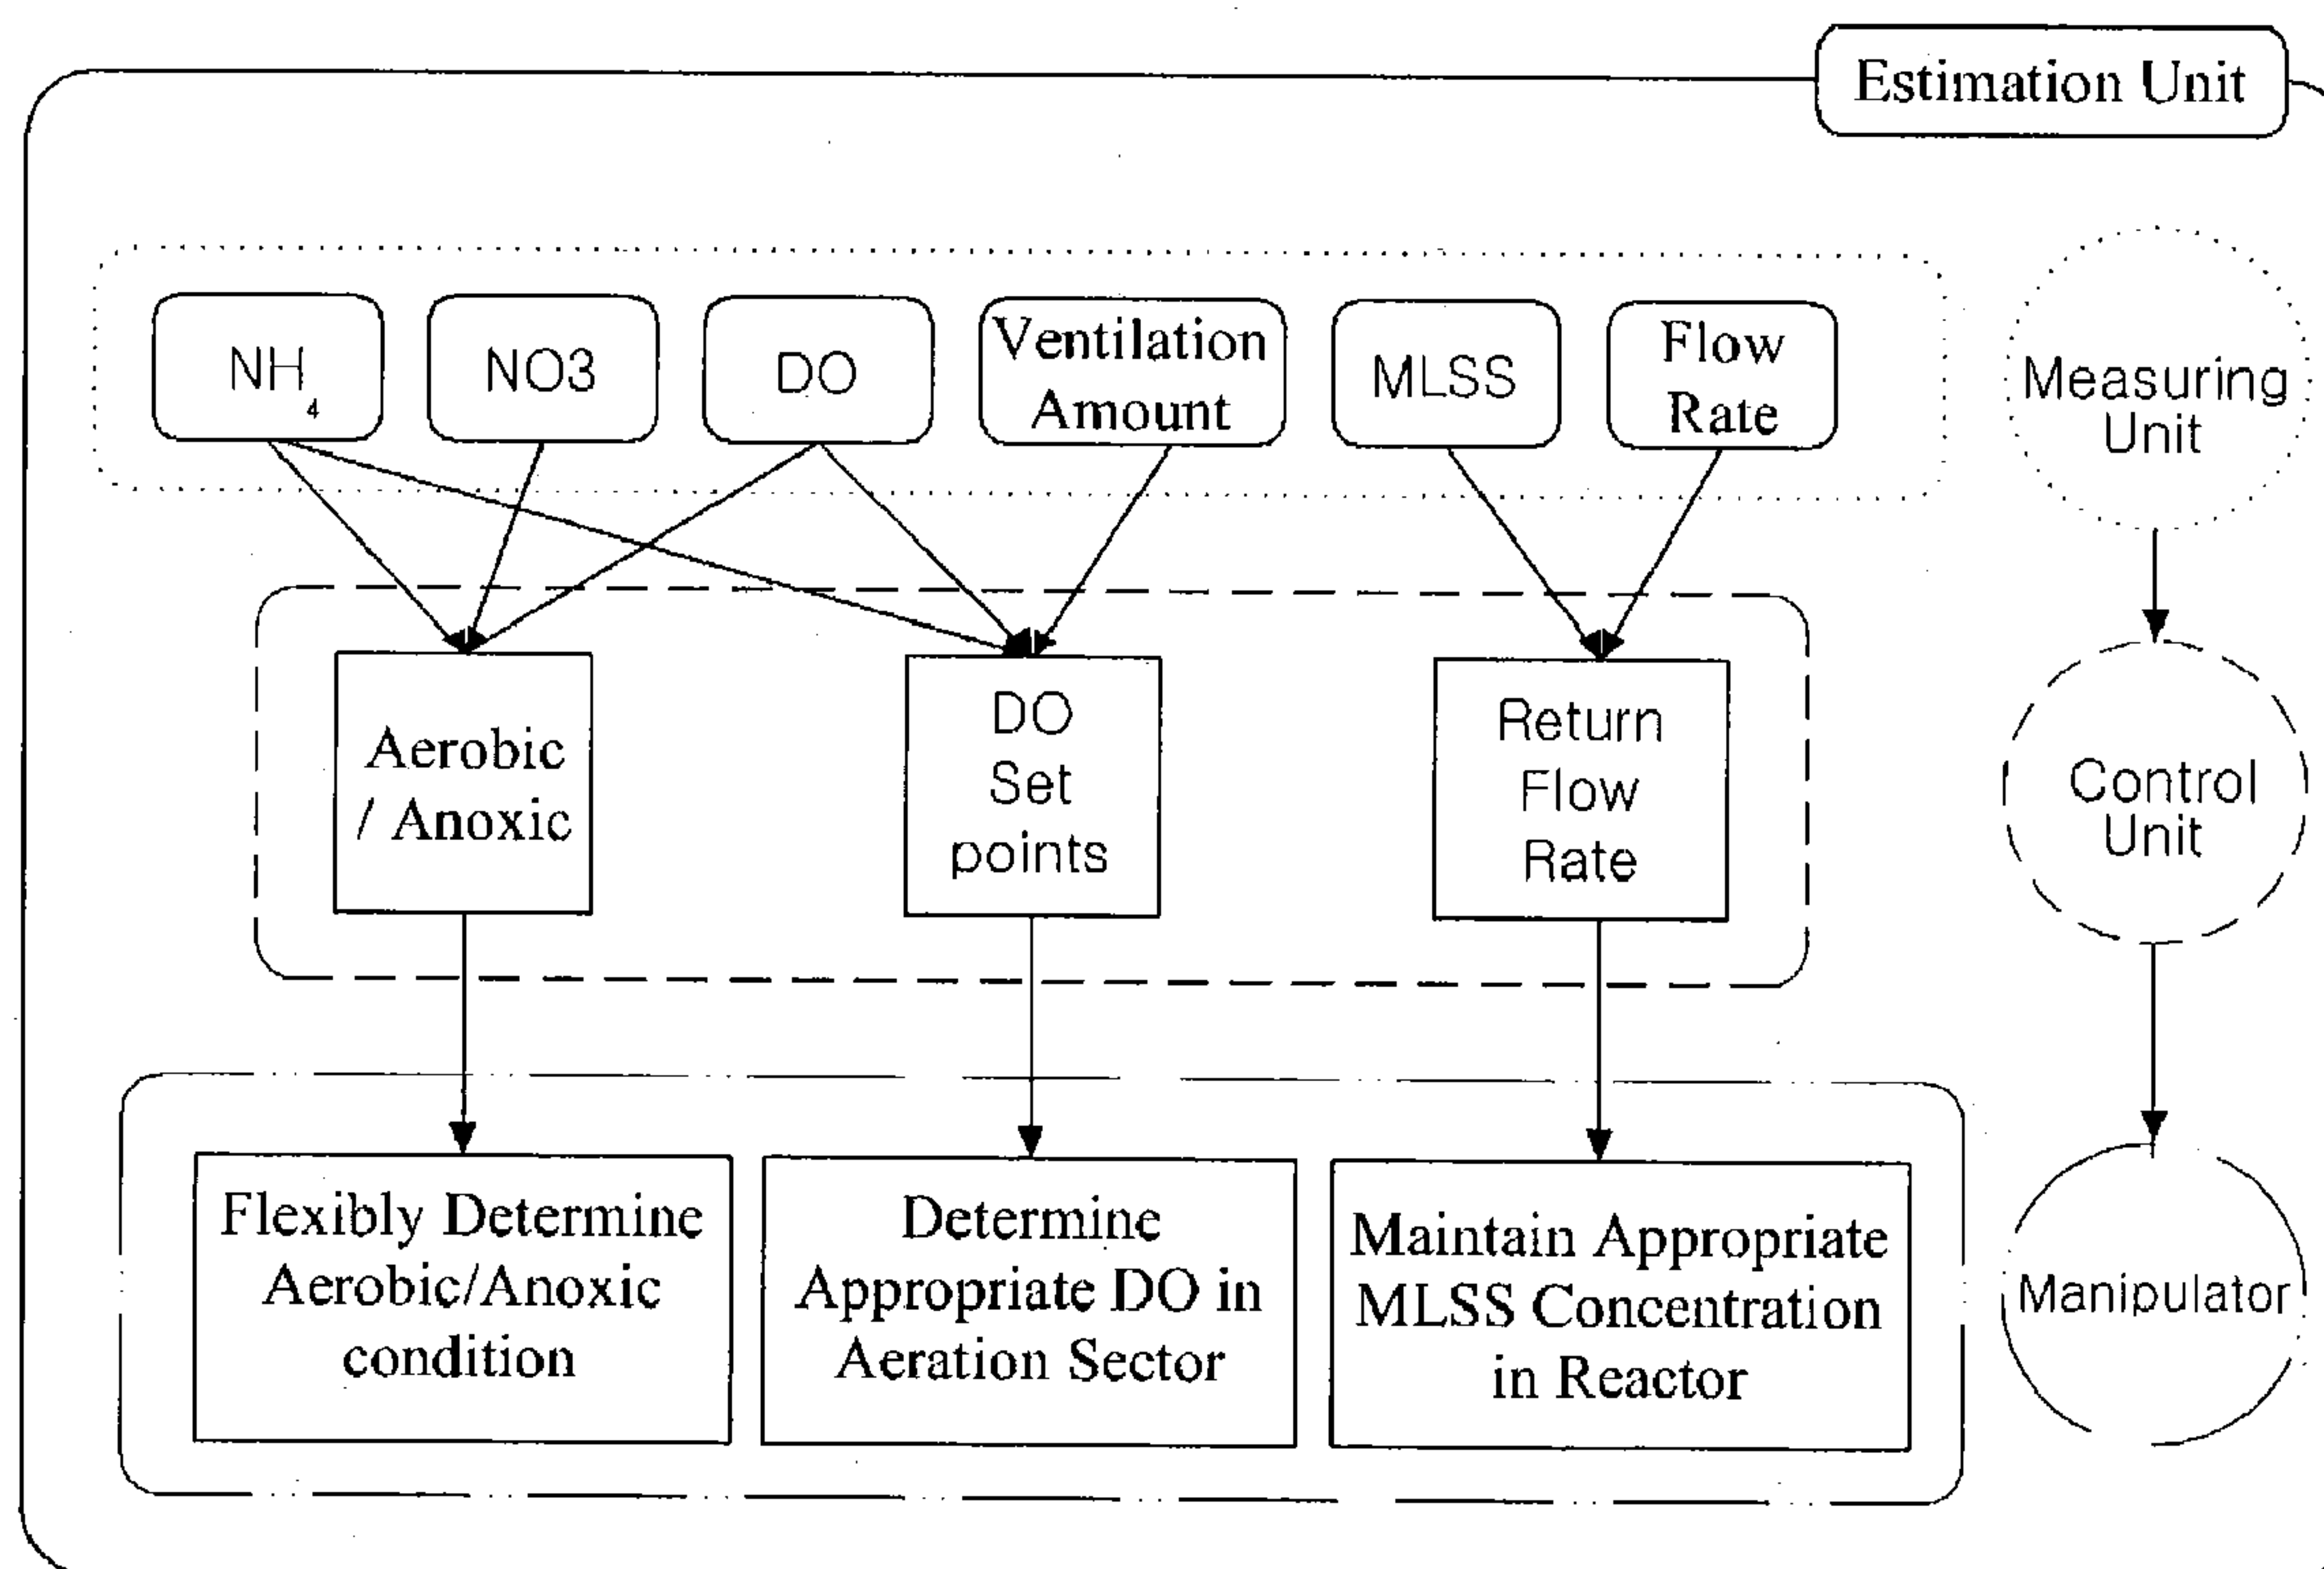 Estimation Unit
NH4
NO3
DO
Ventilation
Amount
MLSS
Flow
Rate
Measuring
Unit
Aerobic
/ Anoxic
DO
Set
points
Return
Flow
Rate
Control
Unit
Flexibly Determine
Aerobic/Anoxic
condition
Determine
Appropriate DO in
Aeration Sector
Maintain Appropriate
MLSS Concentration
in Reactor
Manipulator